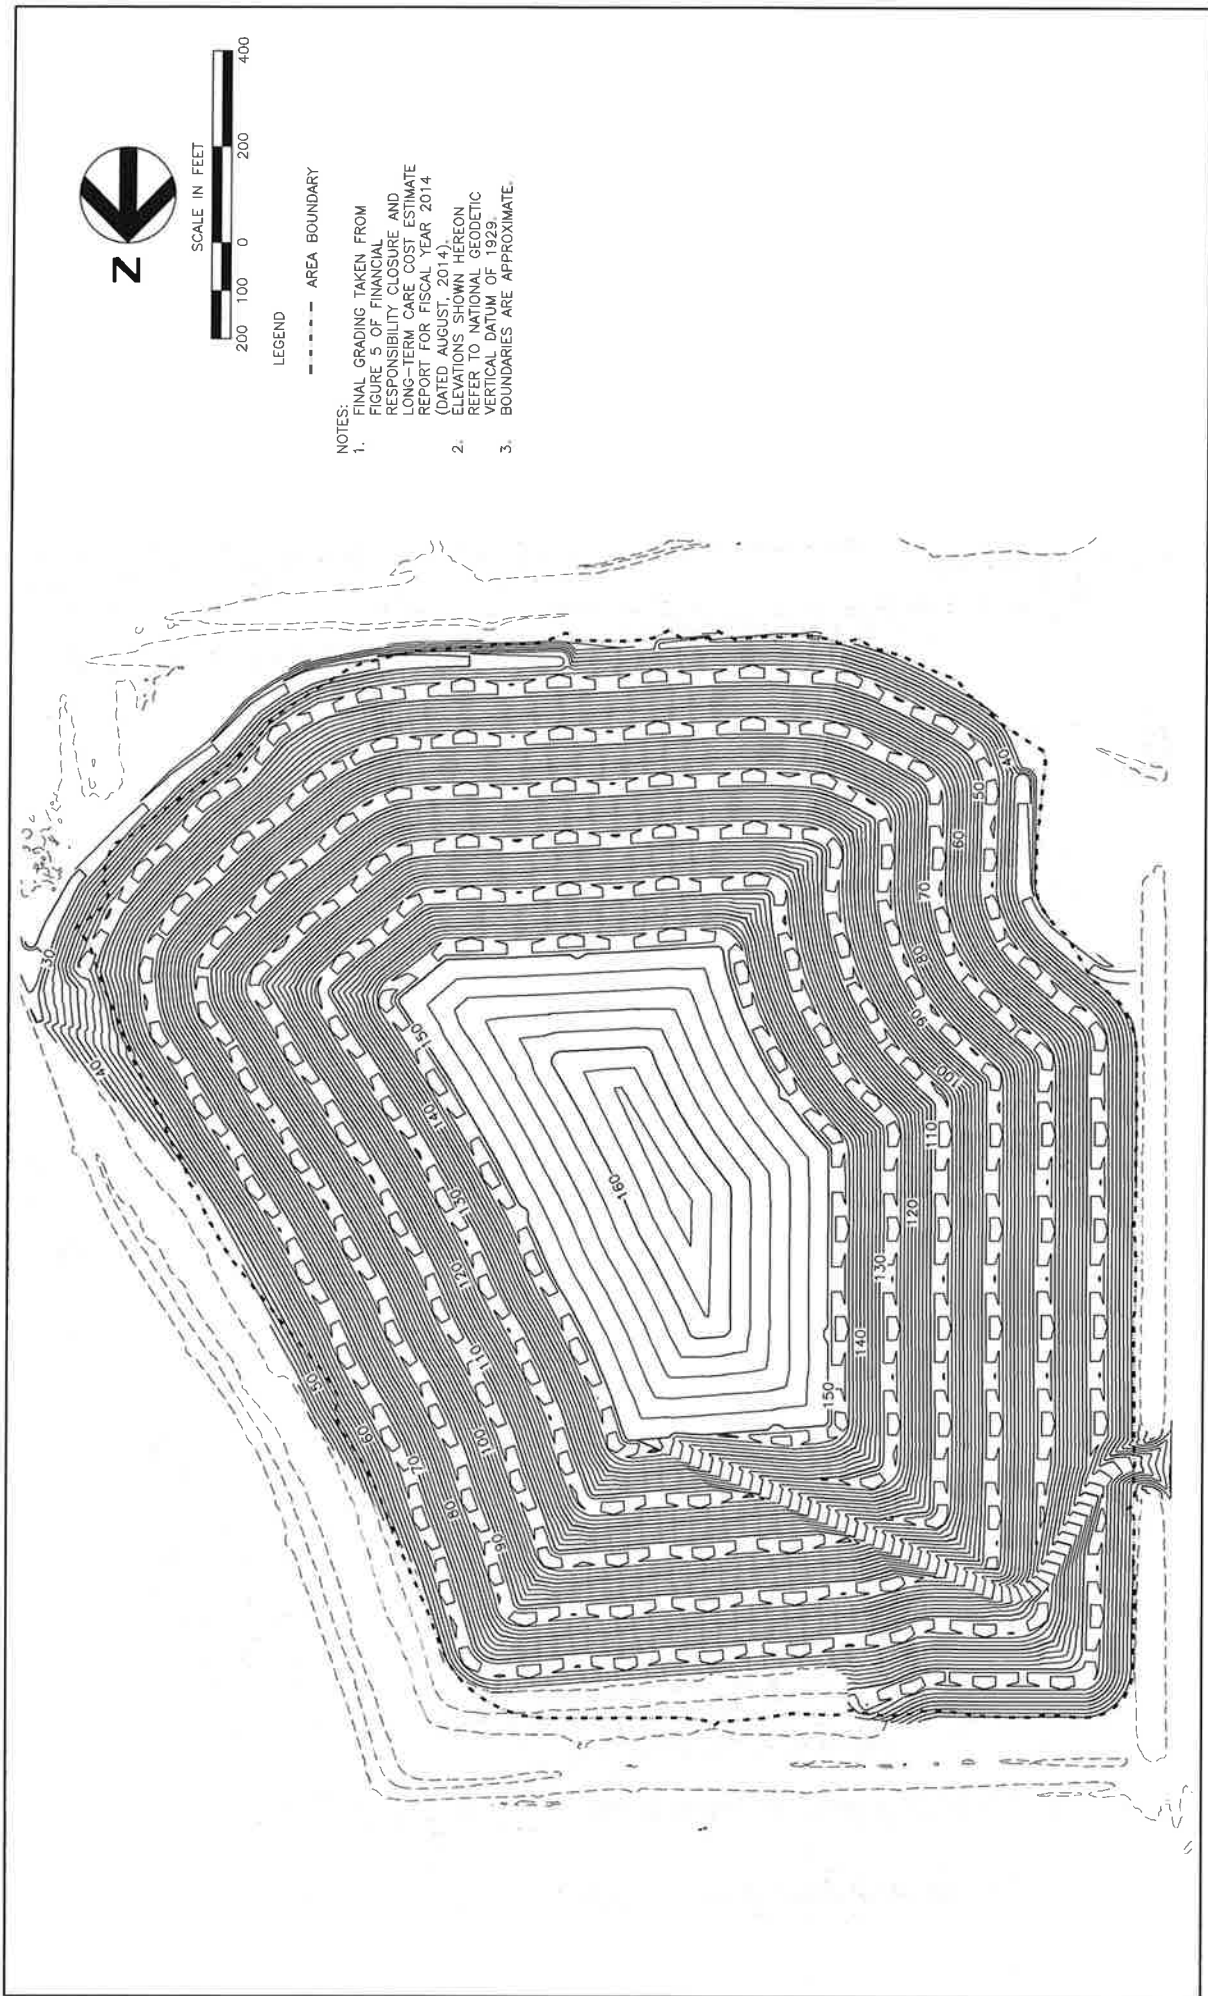 N
SCALE IN FEET
200 100 0 200 400
LEGEND
AREA BOUNDARY
NOTES:
1. FINAL GRADING TAKEN FROM
FIGURE 5 OF FINANCIAL
RESPONSIBILITY CLOSURE AND
LONG-TERM CARE COST ESTIMATE
REPORT FOR FISCAL YEAR 2014
(DATED AUGUST, 2014).
2. ELEVATIONS SHOWN HEREON
REFER TO NATIONAL GEODETIC
VERTICAL DATUM OF 1929.
3. BOUNDARIES ARE APPROXIMATE.
30
40
50
60
70
80
90
100
110
120
130
140
150
160
150
140
130
120
110
100
90
80
70
60
50
40